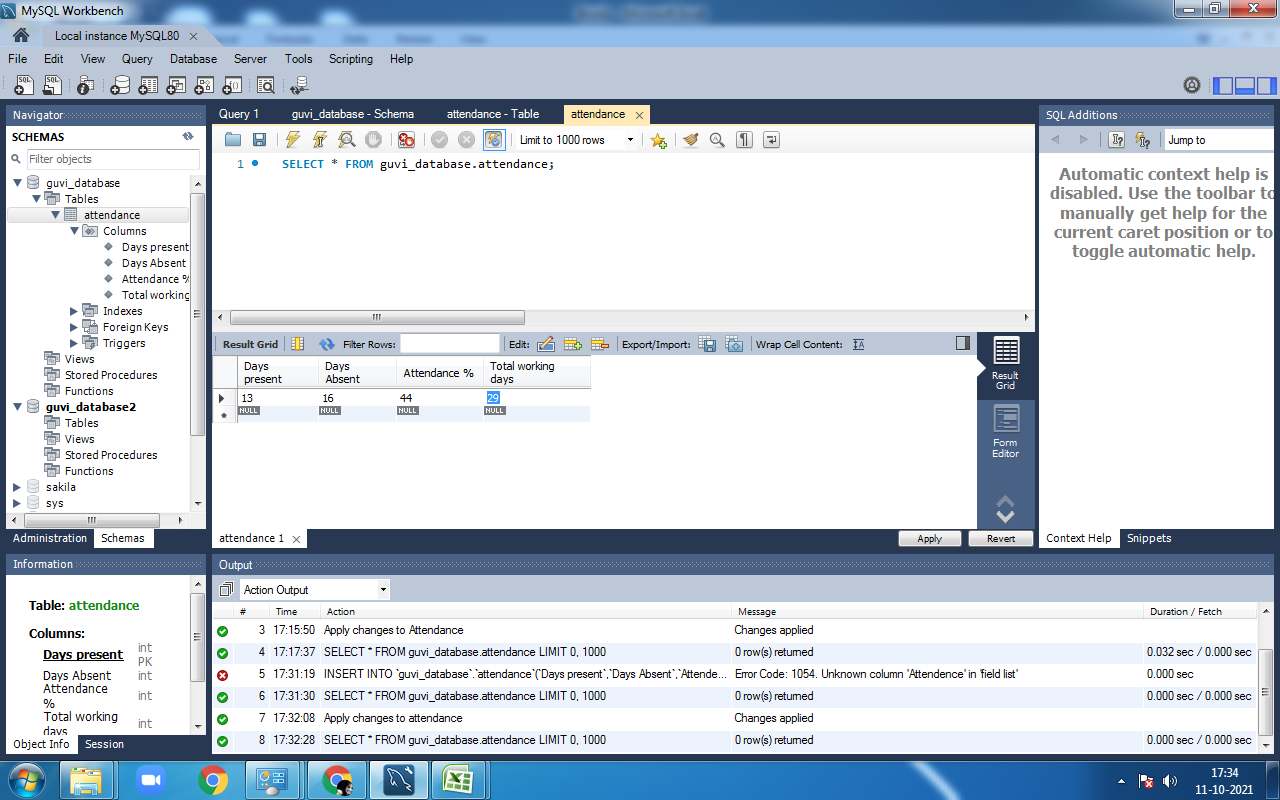 MySQL Workbench
Local instance MySQL80
File Edit View Query Database Server Tools Scripting Help
Navigator
SCHEMAS
Filter objects
guvi_database
Tables
attendance
Columns
Days present
Days Absent
Attendance %
Total working
Indexes
Foreign Keys
Triggers
Views
Stored Procedures
Functions
guvi_database2
Tables
Views
Stored Procedures
Functions
sakila
sys
Administration Schemas
Information
Table: attendance
Columns:
Days present int PK
Days Absent int
Attendance % int
Total working days int
Object Info Session
Query 1 guvi_database - Schema attendance - Table attendance
Limit to 1000 rows
1 SELECT * FROM guvi_database.attendance;
Result Grid Filter Rows: Edit: Export/Import: Wrap Cell Content:
Days present Days Absent Attendance % Total working days
13 16 44 29
NULL NULL NULL NULL
Result Grid
Form Editor
attendance 1 Apply Revert
SQL Additions
Jump to
Automatic context help is
disabled. Use the toolbar to
manually get help for the
current caret position or to
toggle automatic help.
Context Help Snippets
Output
Action Output
# Time Action Message Duration / Fetch
3 17:15:50 Apply changes to Attendance Changes applied
4 17:17:37 SELECT * FROM guvi_database.attendance LIMIT 0, 1000 0 row(s) returned 0.032 sec / 0.000 sec
5 17:31:19 INSERT INTO `guvi_database`.`attendance`(`Days present`,`Days Absent`,`Attende... Error Code: 1054. Unknown column 'Attendence' in 'field list' 0.000 sec
6 17:31:30 SELECT * FROM guvi_database.attendance LIMIT 0, 1000 0 row(s) returned 0.000 sec / 0.000 sec
7 17:32:08 Apply changes to attendance Changes applied
8 17:32:28 SELECT * FROM guvi_database.attendance LIMIT 0, 1000 0 row(s) returned 0.000 sec / 0.000 sec
17:34
11-10-2021